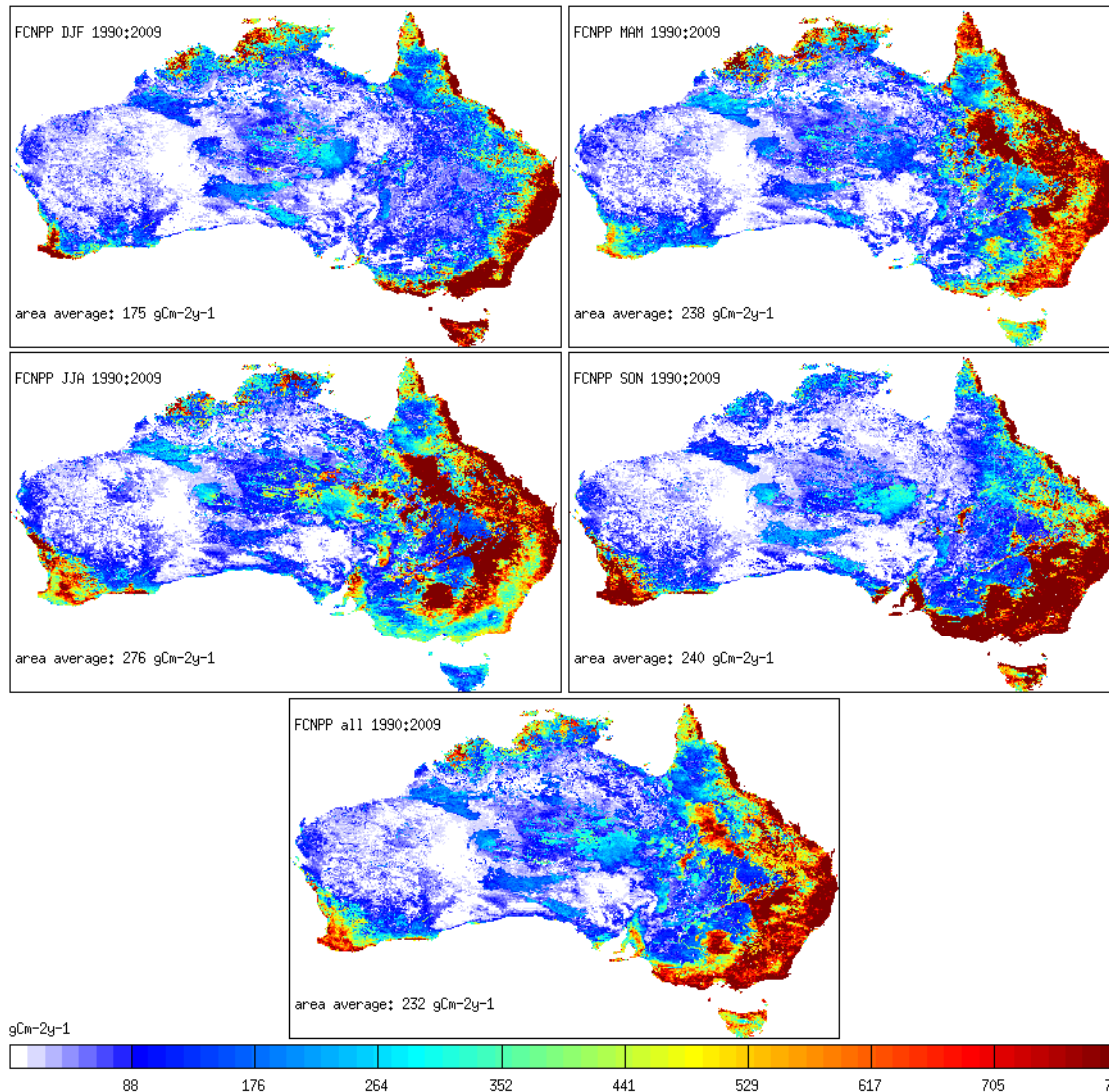 FCNPP DJF 1990:2009
area average: 175 gCm-2y-1
FCNPP MAM 1990:2009
area average: 238 gCm-2y-1
FCNPP JJA 1990:2009
area average: 276 gCm-2y-1
FCNPP SON 1990:2009
area average: 240 gCm-2y-1
FCNPP all 1990:2009
area average: 232 gCm-2y-1
gCm-2y-1
88 176 264 352 441 529 617 705